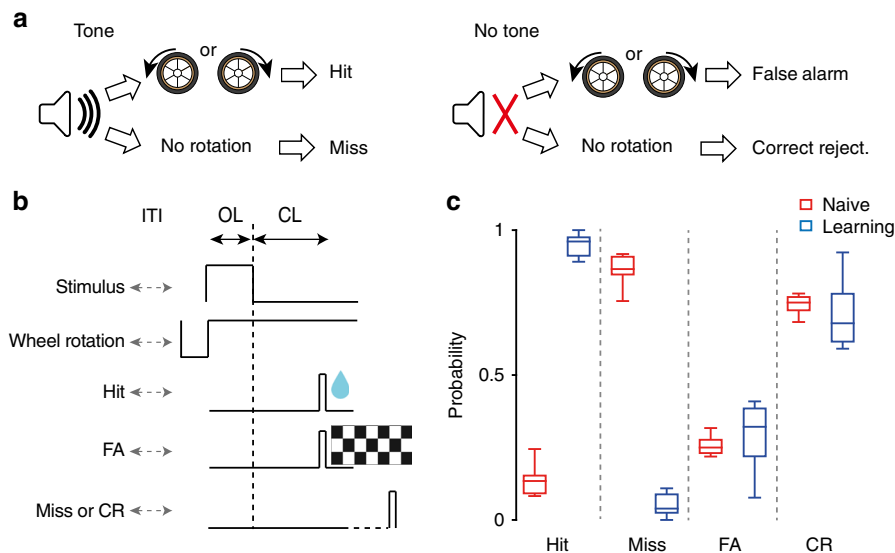 a
Tone
or
Hit
No rotation
Miss
No tone
or
False alarm
No rotation
Correct reject.
b
ITI
OL
CL
Stimulus
Wheel rotation
Hit
FA
Miss or CR
c
Naive
Learning
Probability
1
0.5
0
Hit
Miss
FA
CR